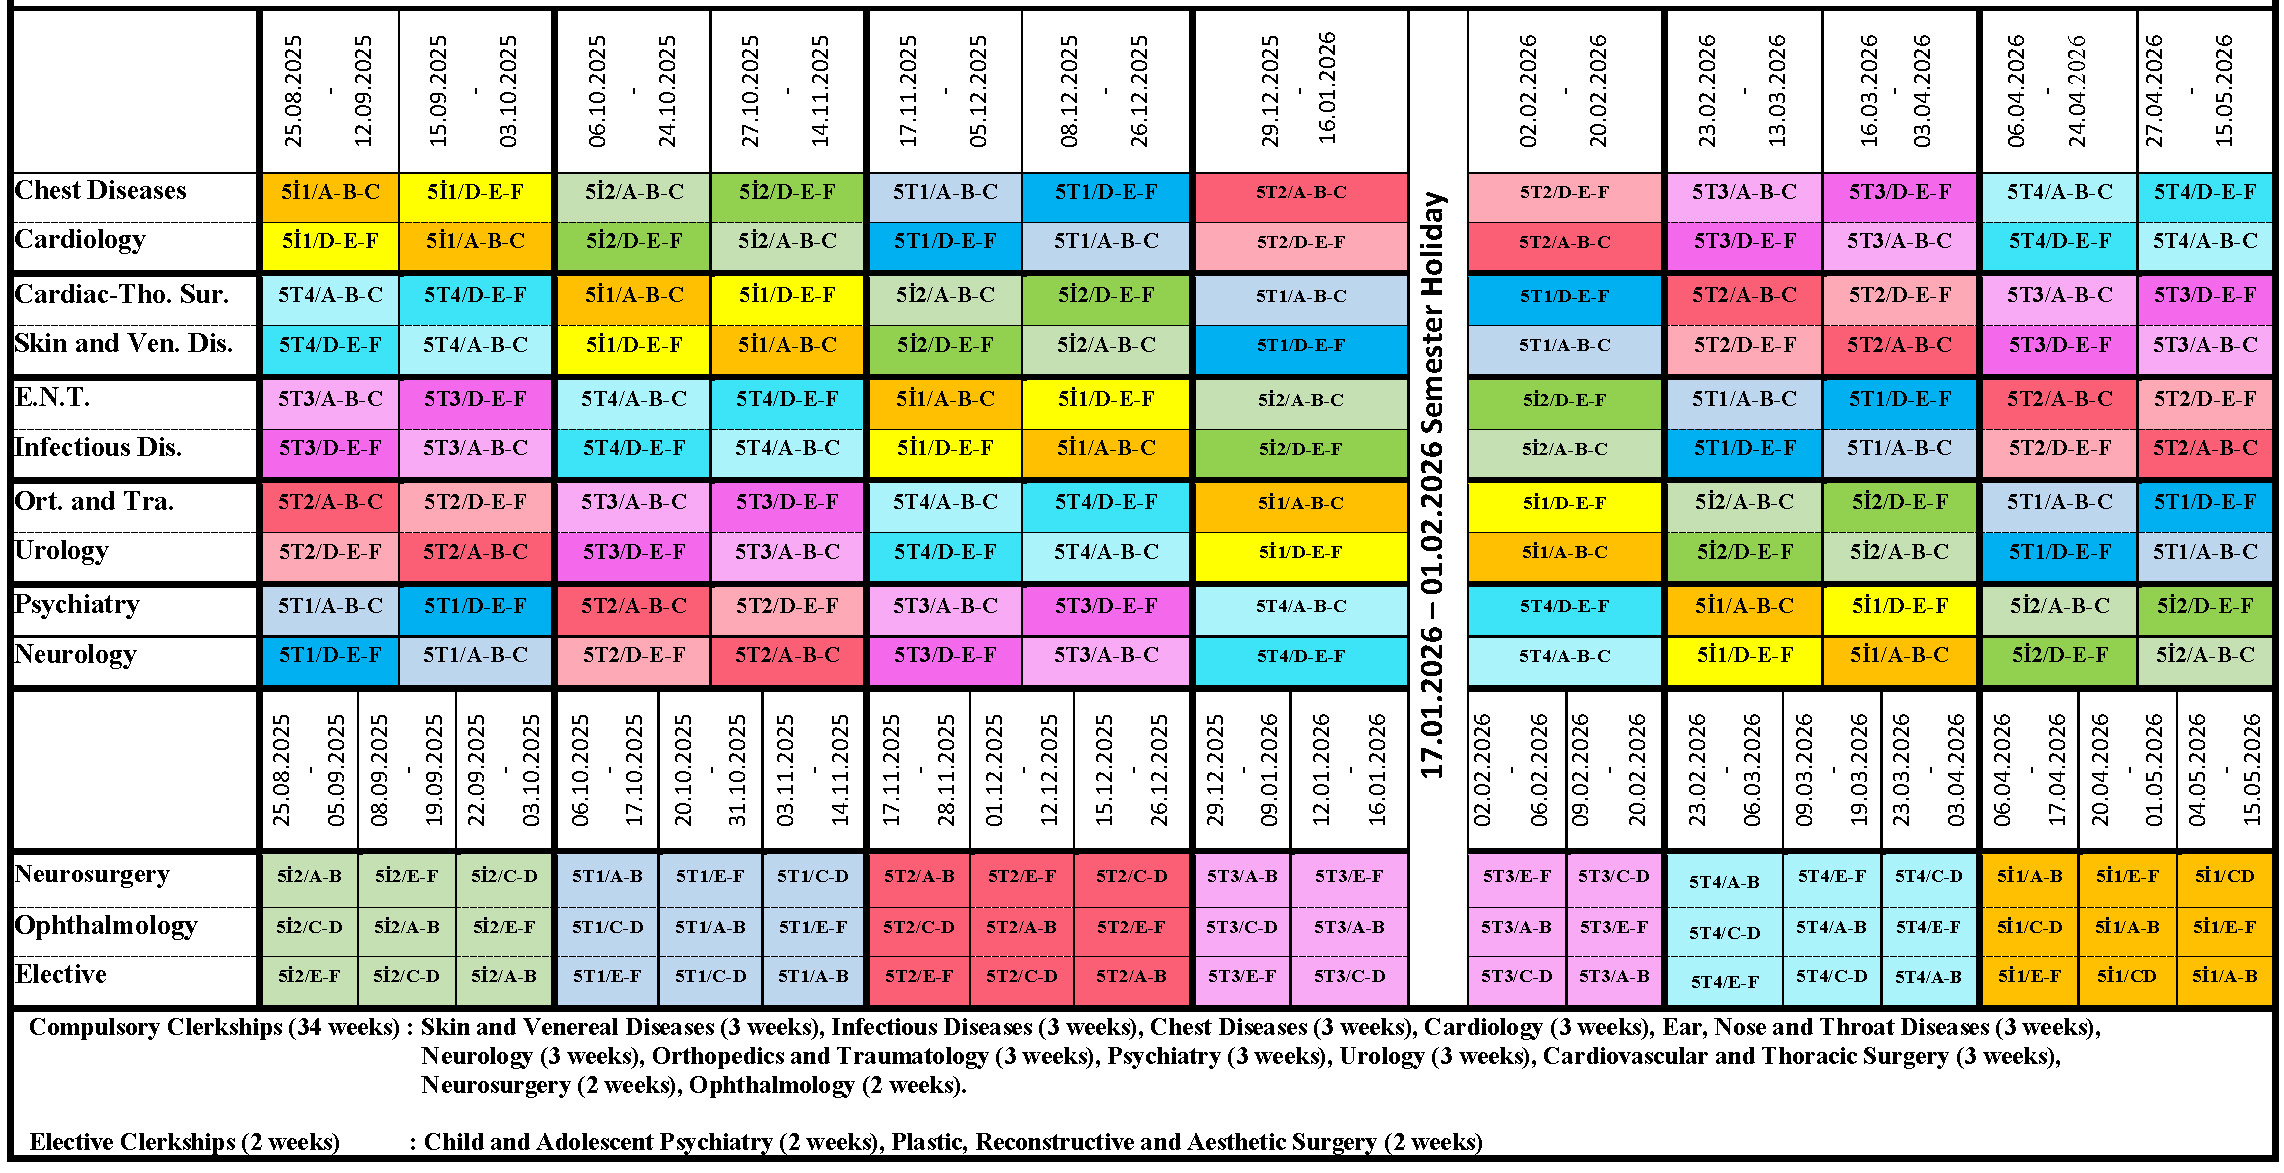 25.08.2025 - 12.09.2025 15.09.2025 - 03.10.2025 06.10.2025 - 24.10.2025 27.10.2025 - 14.11.2025 17.11.2025 - 05.12.2025 08.12.2025 - 26.12.2025 29.12.2025 - 16.01.2026 17.01.2026 – 01.02.2026 Semester Holiday 02.02.2026 - 20.02.2026 23.02.2026 - 13.03.2026 16.03.2026 - 03.04.2026 06.04.2026 - 24.04.2026 27.04.2026 - 15.05.2026
Chest Diseases 5İ1/A-B-C 5İ1/D-E-F 5İ2/A-B-C 5İ2/D-E-F 5T1/A-B-C 5T1/D-E-F 5T2/A-B-C 5T2/D-E-F 5T3/A-B-C 5T3/D-E-F 5T4/A-B-C 5T4/D-E-F
Cardiology 5İ1/D-E-F 5İ1/A-B-C 5İ2/D-E-F 5İ2/A-B-C 5T1/D-E-F 5T1/A-B-C 5T2/D-E-F 5T2/A-B-C 5T3/D-E-F 5T3/A-B-C 5T4/D-E-F 5T4/A-B-C
Cardiac-Tho. Sur. 5T4/A-B-C 5T4/D-E-F 5İ1/A-B-C 5İ1/D-E-F 5İ2/A-B-C 5İ2/D-E-F 5T1/A-B-C 5T1/D-E-F 5T2/A-B-C 5T2/D-E-F 5T3/A-B-C 5T3/D-E-F
Skin and Ven. Dis. 5T4/D-E-F 5T4/A-B-C 5İ1/D-E-F 5İ1/A-B-C 5İ2/D-E-F 5İ2/A-B-C 5T1/D-E-F 5T1/A-B-C 5T2/D-E-F 5T2/A-B-C 5T3/D-E-F 5T3/A-B-C
E.N.T. 5T3/A-B-C 5T3/D-E-F 5T4/A-B-C 5T4/D-E-F 5İ1/A-B-C 5İ1/D-E-F 5İ2/A-B-C 5İ2/D-E-F 5T1/A-B-C 5T1/D-E-F 5T2/A-B-C 5T2/D-E-F
Infectious Dis. 5T3/D-E-F 5T3/A-B-C 5T4/D-E-F 5T4/A-B-C 5İ1/D-E-F 5İ1/A-B-C 5İ2/D-E-F 5İ2/A-B-C 5T1/D-E-F 5T1/A-B-C 5T2/D-E-F 5T2/A-B-C
Ort. and Tra. 5T2/A-B-C 5T2/D-E-F 5T3/A-B-C 5T3/D-E-F 5T4/A-B-C 5T4/D-E-F 5İ1/A-B-C 5İ1/D-E-F 5İ2/A-B-C 5İ2/D-E-F 5T1/A-B-C 5T1/D-E-F
Urology 5T2/D-E-F 5T2/A-B-C 5T3/D-E-F 5T3/A-B-C 5T4/D-E-F 5T4/A-B-C 5İ1/D-E-F 5İ1/A-B-C 5İ2/D-E-F 5İ2/A-B-C 5T1/D-E-F 5T1/A-B-C
Psychiatry 5T1/A-B-C 5T1/D-E-F 5T2/A-B-C 5T2/D-E-F 5T3/A-B-C 5T3/D-E-F 5T4/A-B-C 5T4/D-E-F 5İ1/A-B-C 5İ1/D-E-F 5İ2/A-B-C 5İ2/D-E-F
Neurology 5T1/D-E-F 5T1/A-B-C 5T2/D-E-F 5T2/A-B-C 5T3/D-E-F 5T3/A-B-C 5T4/D-E-F 5T4/A-B-C 5İ1/D-E-F 5İ1/A-B-C 5İ2/D-E-F 5İ2/A-B-C
25.08.2025 - 05.09.2025 08.09.2025 - 19.09.2025 22.09.2025 - 03.10.2025 06.10.2025 - 17.10.2025 20.10.2025 - 31.10.2025 03.11.2025 - 14.11.2025 17.11.2025 - 28.11.2025 01.12.2025 - 12.12.2025 15.12.2025 - 26.12.2025 29.12.2025 - 09.01.2026 12.01.2026 - 16.01.2026 02.02.2026 - 06.02.2026 09.02.2026 - 20.02.2026 23.02.2026 - 06.03.2026 09.03.2026 - 19.03.2026 23.03.2026 - 03.04.2026 06.04.2026 - 17.04.2026 20.04.2026 - 01.05.2026 04.05.2026 - 15.05.2026
Neurosurgery 5İ2/A-B 5İ2/E-F 5İ2/C-D 5T1/A-B 5T1/E-F 5T1/C-D 5T2/A-B 5T2/E-F 5T2/C-D 5T3/A-B 5T3/E-F 5T3/E-F 5T3/C-D 5T4/A-B 5T4/E-F 5T4/C-D 5İ1/A-B 5İ1/E-F 5İ1/CD
Ophthalmology 5İ2/C-D 5İ2/A-B 5İ2/E-F 5T1/C-D 5T1/A-B 5T1/E-F 5T2/C-D 5T2/A-B 5T2/E-F 5T3/C-D 5T3/A-B 5T3/A-B 5T3/E-F 5T4/C-D 5T4/A-B 5T4/E-F 5İ1/C-D 5İ1/A-B 5İ1/E-F
Elective 5İ2/E-F 5İ2/C-D 5İ2/A-B 5T1/E-F 5T1/C-D 5T1/A-B 5T2/E-F 5T2/C-D 5T2/A-B 5T3/E-F 5T3/C-D 5T3/C-D 5T3/A-B 5T4/E-F 5T4/C-D 5T4/A-B 5İ1/E-F 5İ1/CD 5İ1/A-B
Compulsory Clerkships (34 weeks) : Skin and Venereal Diseases (3 weeks), Infectious Diseases (3 weeks), Chest Diseases (3 weeks), Cardiology (3 weeks), Ear, Nose and Throat Diseases (3 weeks),
Neurology (3 weeks), Orthopedics and Traumatology (3 weeks), Psychiatry (3 weeks), Urology (3 weeks), Cardiovascular and Thoracic Surgery (3 weeks),
Neurosurgery (2 weeks), Ophthalmology (2 weeks).
Elective Clerkships (2 weeks) : Child and Adolescent Psychiatry (2 weeks), Plastic, Reconstructive and Aesthetic Surgery (2 weeks)